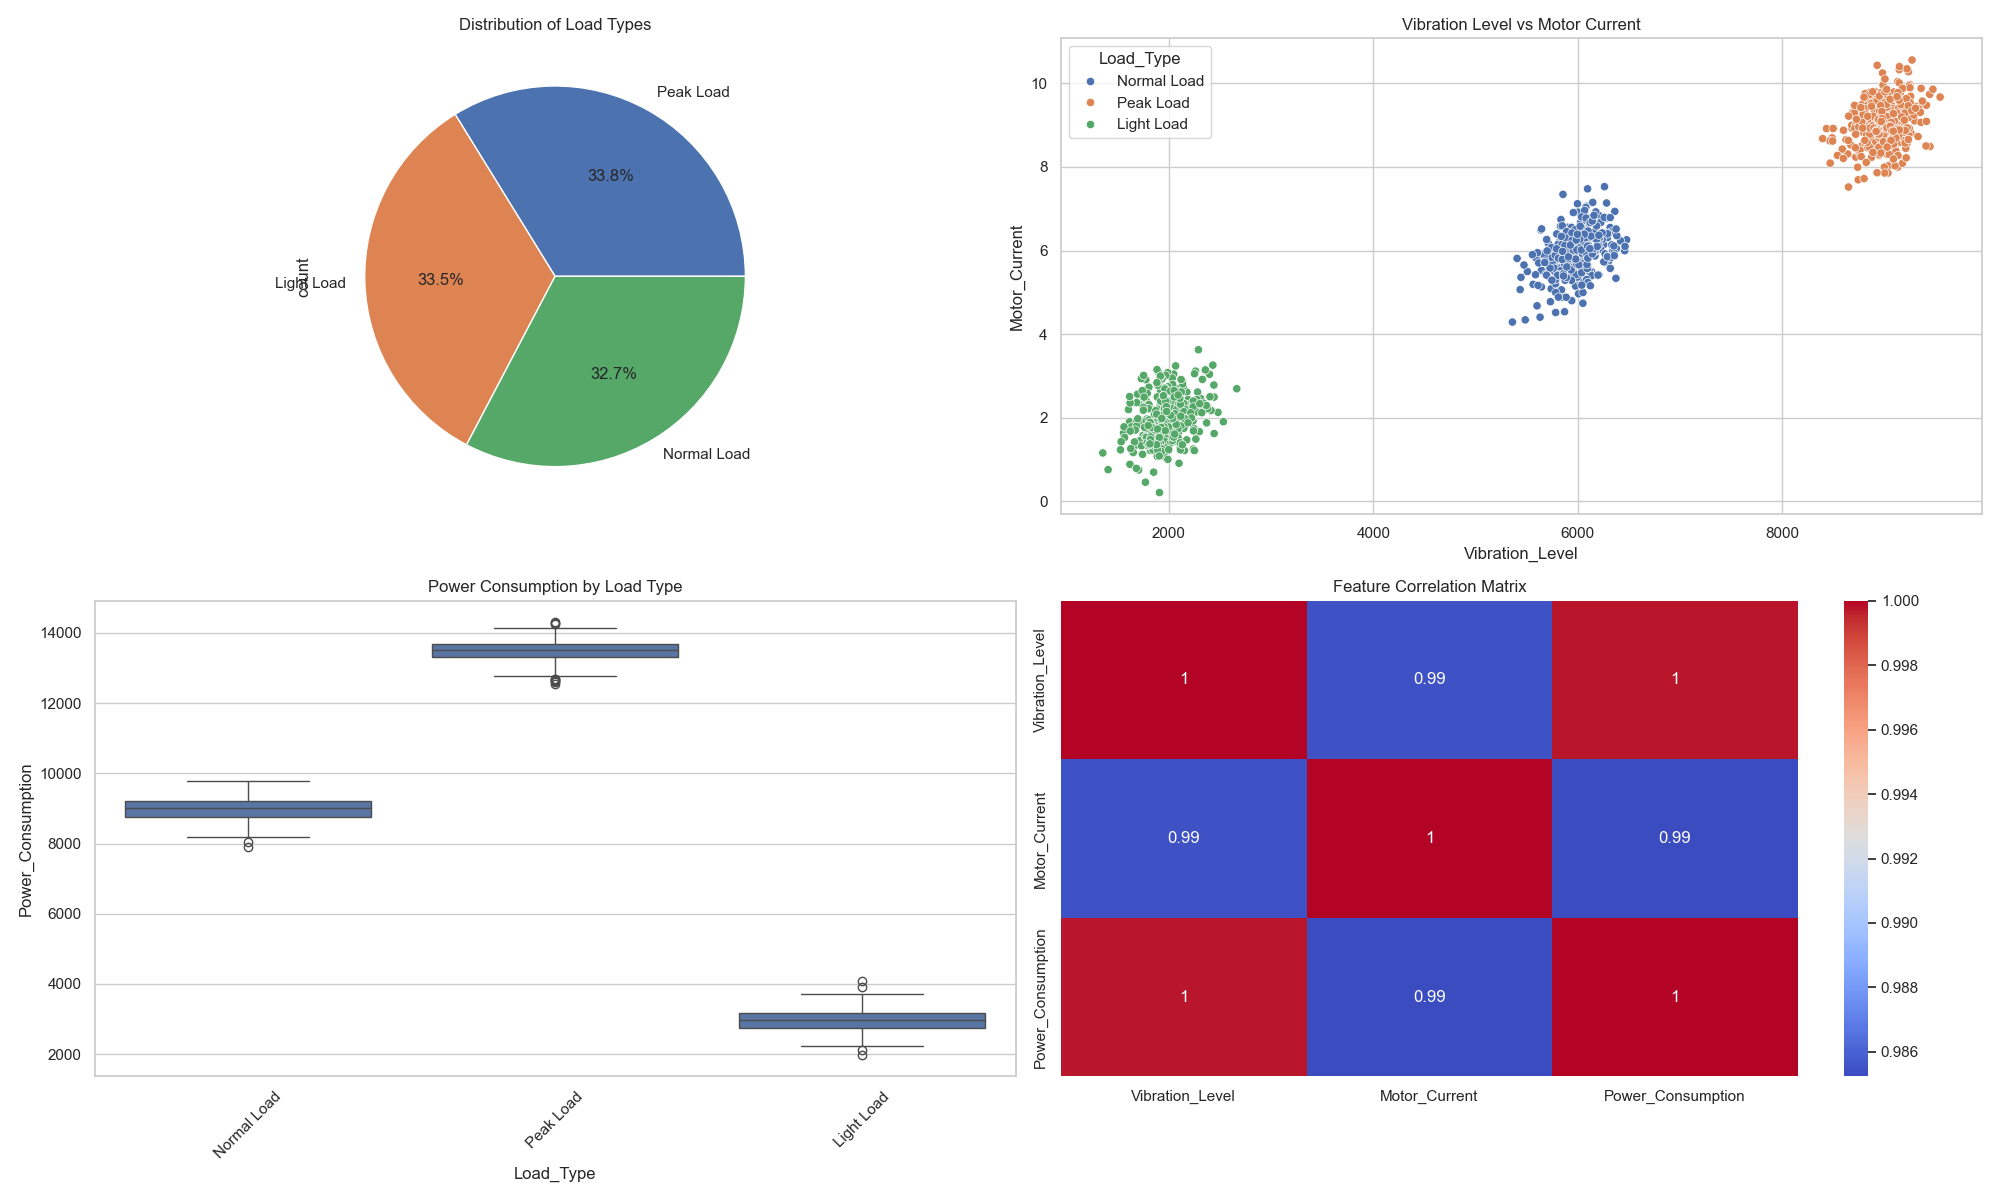 Distribution of Load Types
Peak Load
33.8%
Light Load
count
33.5%
32.7%
Normal Load
Vibration Level vs Motor Current
Load_Type
Normal Load
Peak Load
Light Load
Motor_Current
10
8
6
4
2
0
2000
4000
6000
8000
Vibration_Level
Power Consumption by Load Type
Power_Consumption
14000
12000
10000
8000
6000
4000
2000
Normal Load
Peak Load
Light Load
Load_Type
Feature Correlation Matrix
Vibration_Level
1
0.99
1
Motor_Current
0.99
1
0.99
Power_Consumption
1
0.99
1
Vibration_Level
Motor_Current
Power_Consumption
1.000
0.998
0.996
0.994
0.992
0.990
0.988
0.986